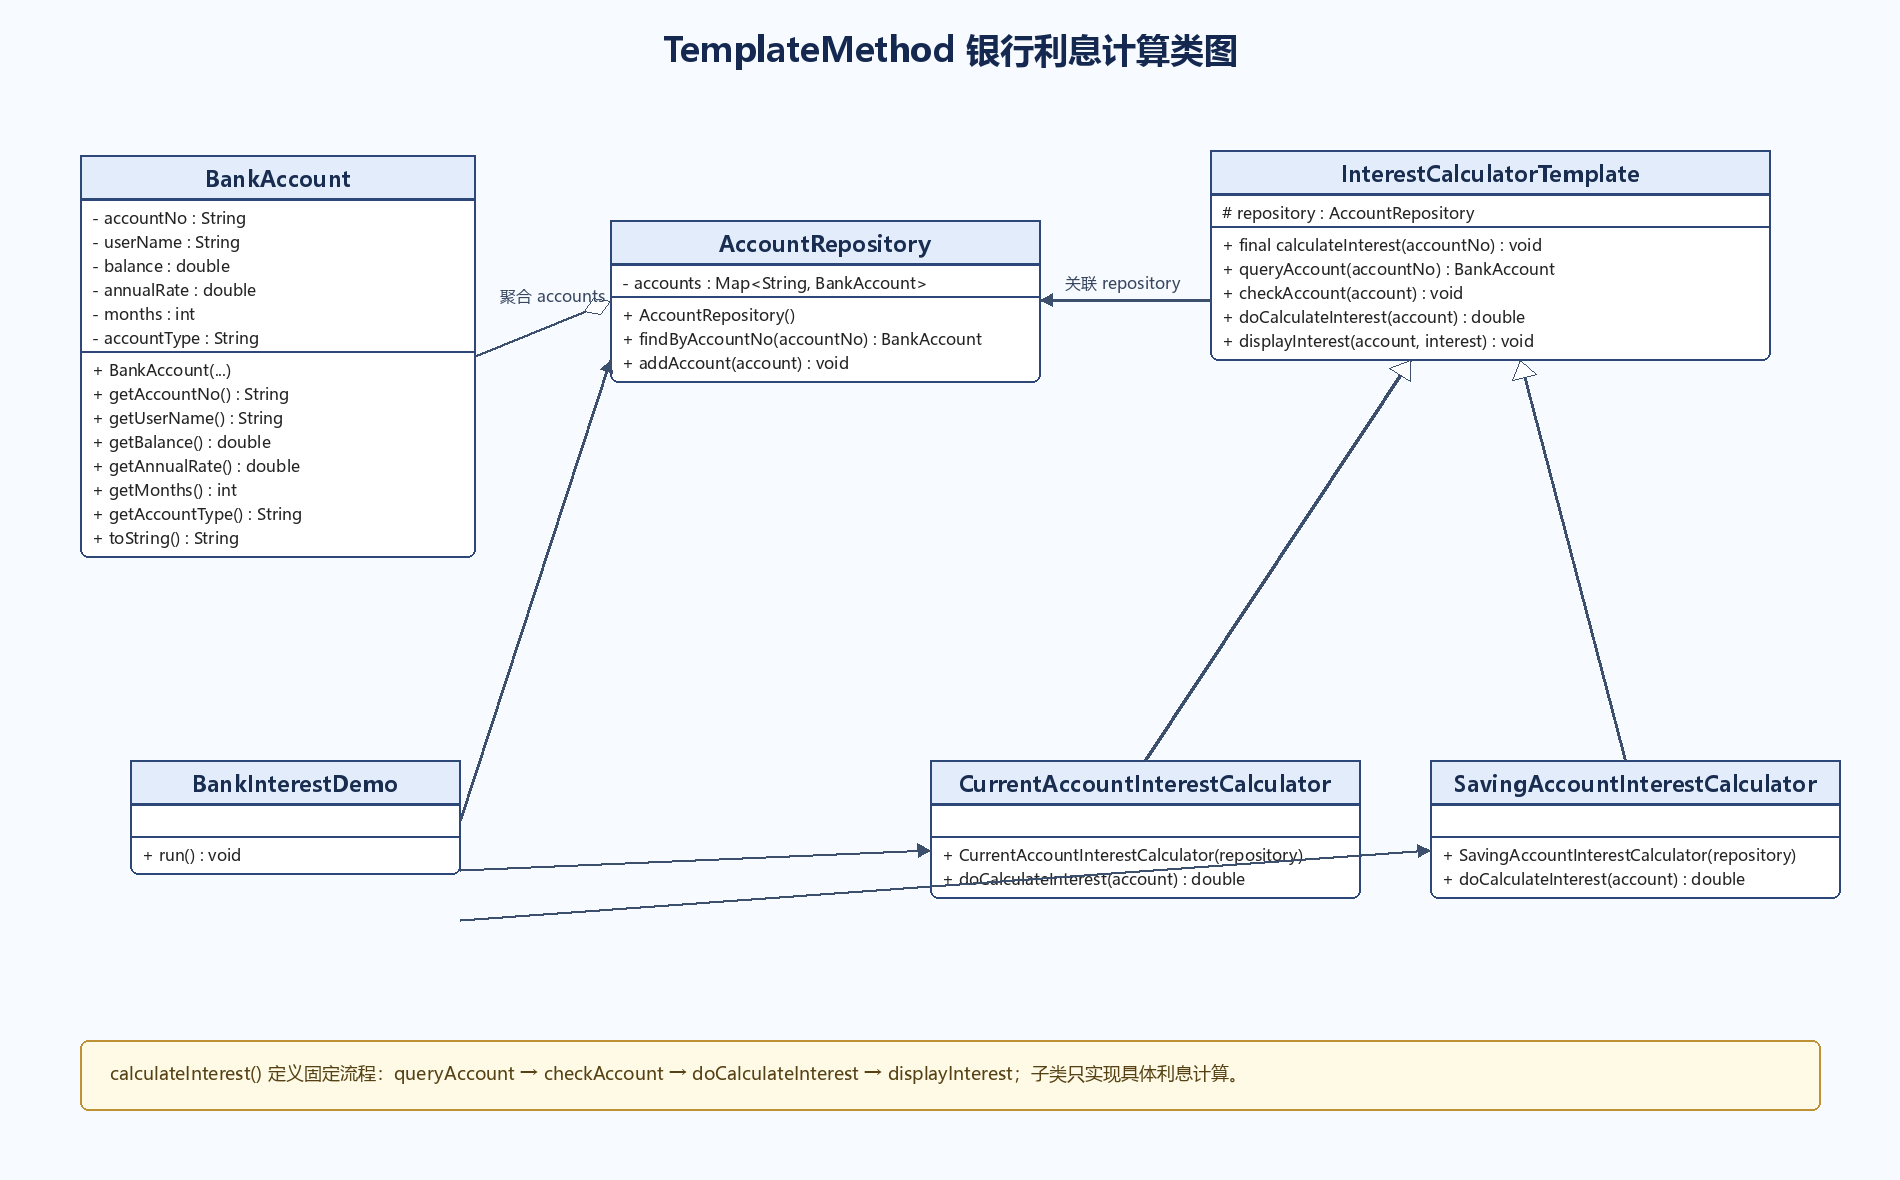 TemplateMethod 银行利息计算类图
BankAccount
- accountNo : String
- userName : String
- balance : double
- annualRate : double
- months : int
- accountType : String
+ BankAccount(...)
+ getAccountNo() : String
+ getUserName() : String
+ getBalance() : double
+ getAnnualRate() : double
+ getMonths() : int
+ getAccountType() : String
+ toString() : String
聚合 accounts
AccountRepository
- accounts : Map<String, BankAccount>
+ AccountRepository()
+ findByAccountNo(accountNo) : BankAccount
+ addAccount(account) : void
关联 repository
InterestCalculatorTemplate
# repository : AccountRepository
+ final calculateInterest(accountNo) : void
+ queryAccount(accountNo) : BankAccount
+ checkAccount(account) : void
+ doCalculateInterest(account) : double
+ displayInterest(account, interest) : void
BankInterestDemo
+ run() : void
CurrentAccountInterestCalculator
+ CurrentAccountInterestCalculator(repository)
+ doCalculateInterest(account) : double
SavingAccountInterestCalculator
+ SavingAccountInterestCalculator(repository)
+ doCalculateInterest(account) : double
calculateInterest() 定义固定流程：queryAccount → checkAccount → doCalculateInterest → displayInterest；子类只实现具体利息计算。